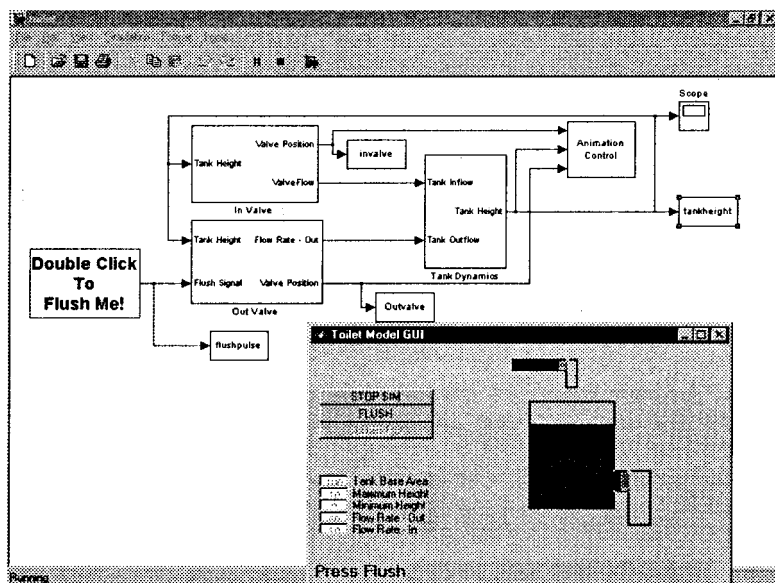 Scope
Valve Position
invalve
Animation
Control
Tank Height
Valve Flow
Tank Inflow
In Valve
Tank Height
tankheight
Tank Height
Flow Rate - Out
Tank Outflow
Double Click
To
Flush Me!
Flush Signal
Valve Position
Tank Dynamics
Out Valve
Outvalve
flushpulse
Toilet Model GUI
STOP SIM
FLUSH
Tank Base Area
Maximum Height
Minimum Height
Flow Rate - Out
Flow Rate - In
Press Flush
Running